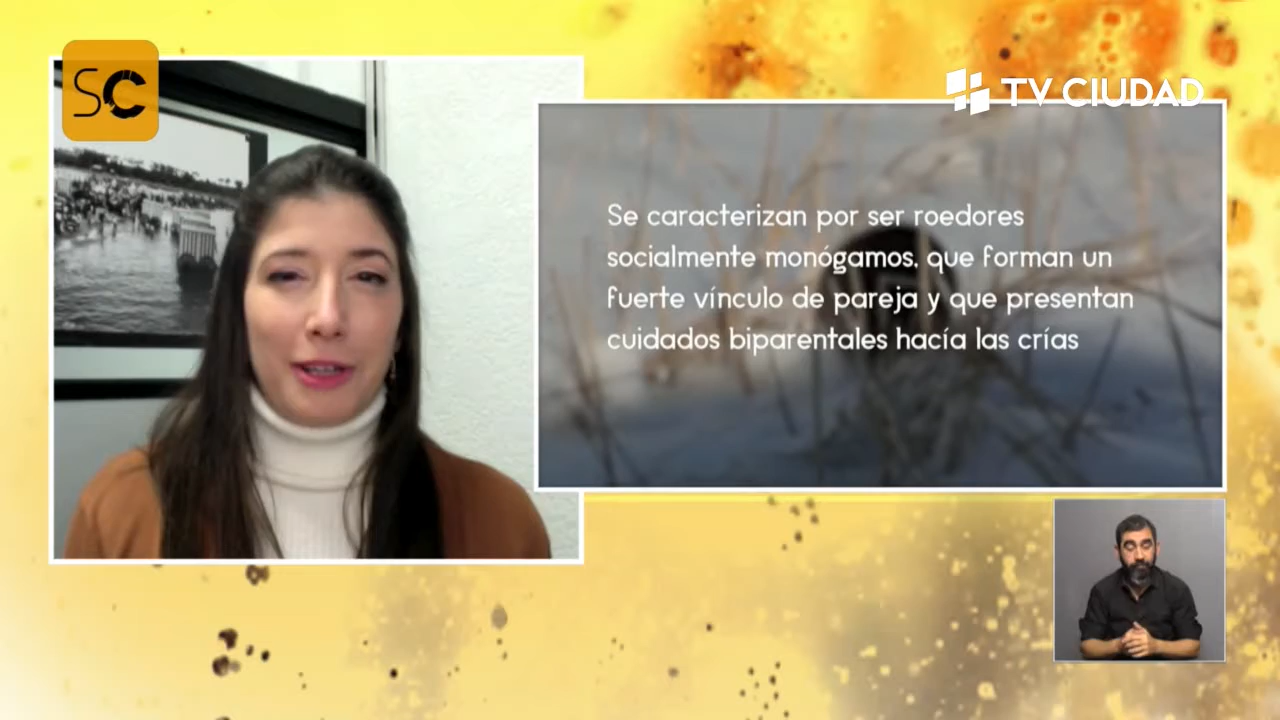 SC
TV CIUDAD
Se caracterizan por ser roedores
socialmente monógamos, que forman un
fuerte vínculo de pareja y que presentan
cuidados biparentales hacía las crías